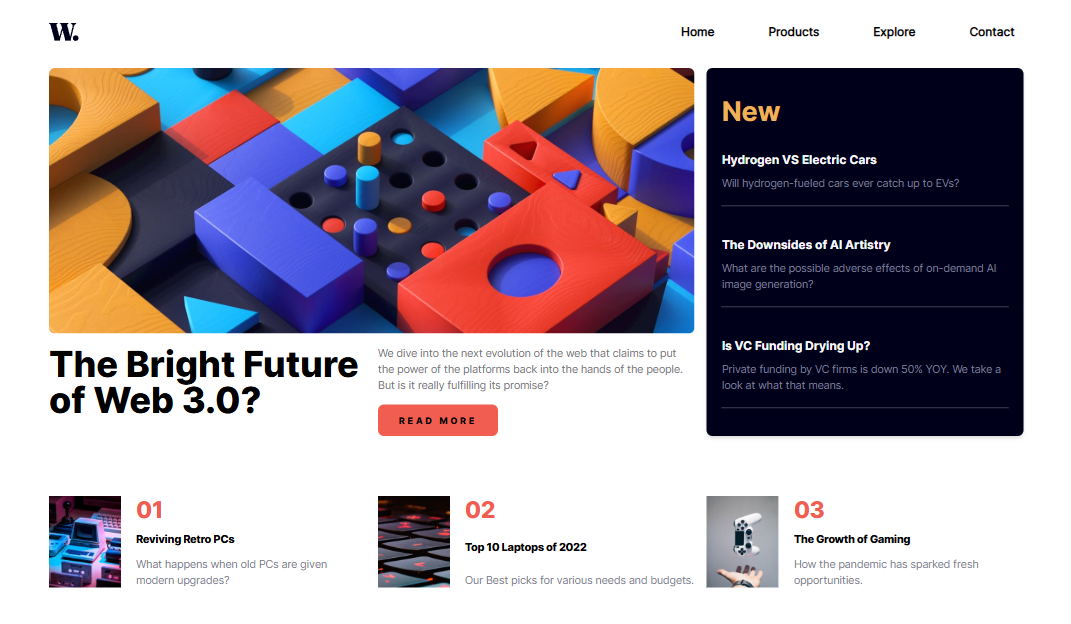 W.
Home
Products
Explore
Contact
New
Hydrogen VS Electric Cars
Will hydrogen-fueled cars ever catch up to EVs?
The Downsides of AI Artistry
What are the possible adverse effects of on-demand AI
image generation?
Is VC Funding Drying Up?
Private funding by VC firms is down 50% YOY. We take a
look at what that means.
The Bright Future
of Web 3.0?
We dive into the next evolution of the web that claims to put
the power of the platforms back into the hands of the people.
But is it really fulfilling its promise?
READ MORE
01
Reviving Retro PCs
What happens when old PCs are given
modern upgrades?
02
Top 10 Laptops of 2022
Our Best picks for various needs and budgets.
03
The Growth of Gaming
How the pandemic has sparked fresh
opportunities.